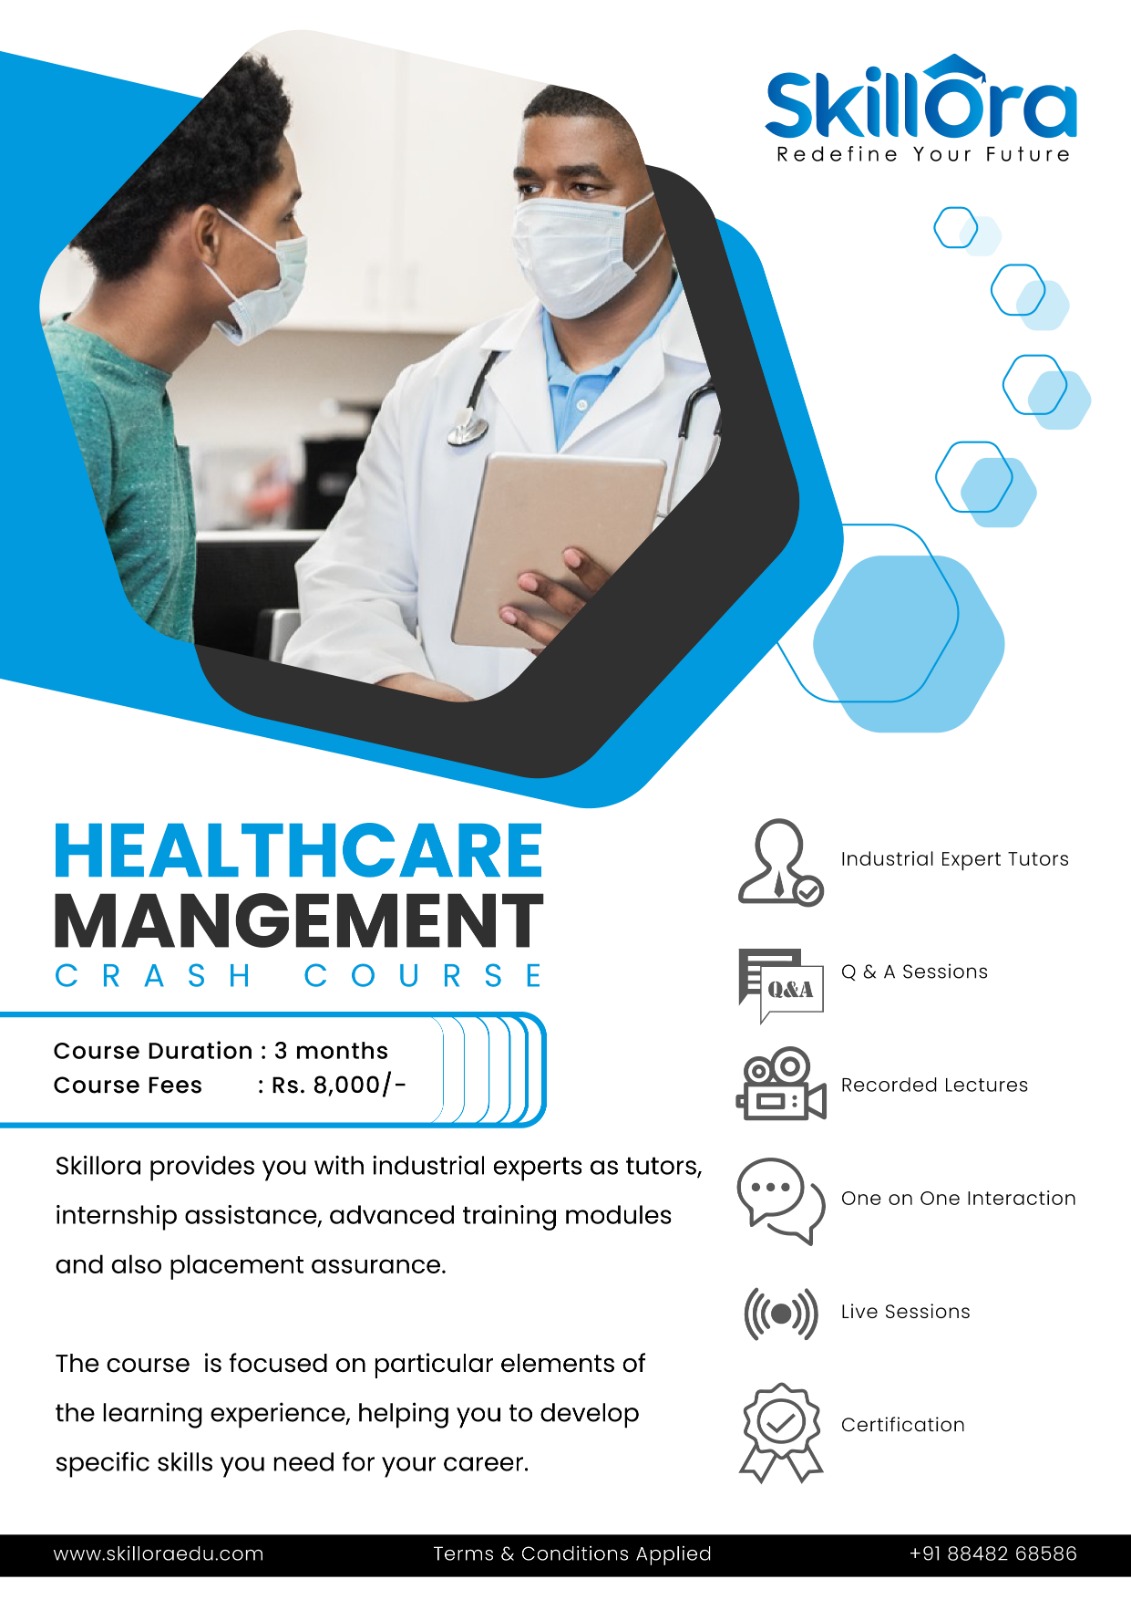 Skillora
Redefine Your Future
HEALTHCARE
MANGEMENT
CRASH COURSE
Course Duration : 3 months
Course Fees : Rs. 8,000/-
Skillora provides you with industrial experts as tutors,
internship assistance, advanced training modules
and also placement assurance.
The course is focused on particular elements of
the learning experience, helping you to develop
specific skills you need for your career.
Industrial Expert Tutors
Q&A
Q & A Sessions
Recorded Lectures
One on One Interaction
Live Sessions
Certification
www.skilloraedu.com
Terms & Conditions Applied
+91 88482 68586